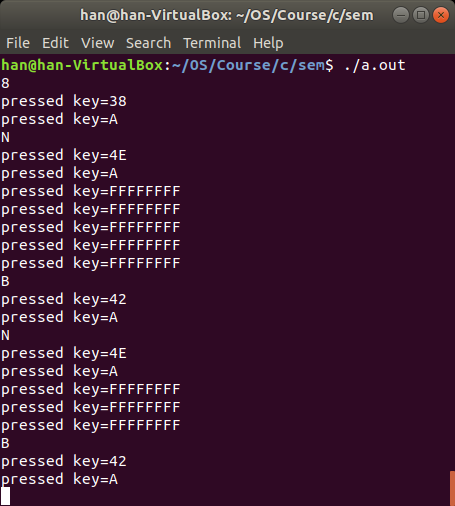 han@han-VirtualBox: ~/OS/Course/c/sem
File Edit View Search Terminal Help
han@han-VirtualBox:~/OS/Course/c/sem$ ./a.out
8
pressed key=38
pressed key=A
N
pressed key=4E
pressed key=A
pressed key=FFFFFFFF
pressed key=FFFFFFFF
pressed key=FFFFFFFF
pressed key=FFFFFFFF
pressed key=FFFFFFFF
B
pressed key=42
pressed key=A
N
pressed key=4E
pressed key=A
pressed key=FFFFFFFF
pressed key=FFFFFFFF
pressed key=FFFFFFFF
B
pressed key=42
pressed key=A